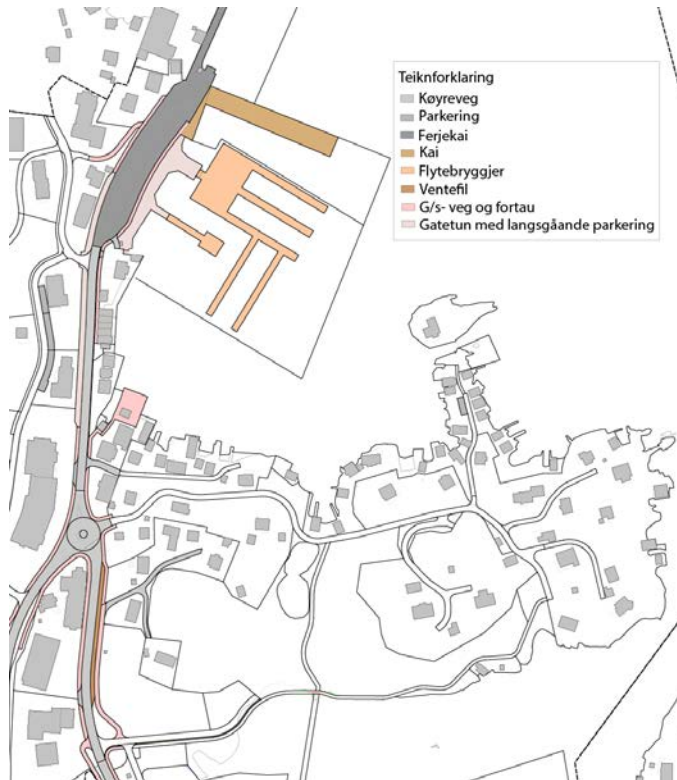 Teiknforklaring
Køyreveg
Parkering
Ferjekai
Kai
Flytebryggjer
Ventefil
G/s- veg og fortau
Gatetun med langsgåande parkering